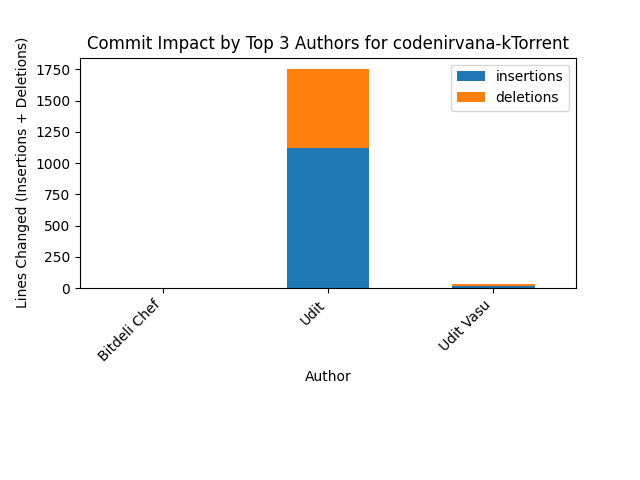 Commit Impact by Top 3 Authors for codenirvana-kTorrent
Lines Changed (Insertions + Deletions)
1750
1500
1250
1000
750
500
250
0
insertions
deletions
Bitdeli Chef
Udit
Udit Vasu
Author